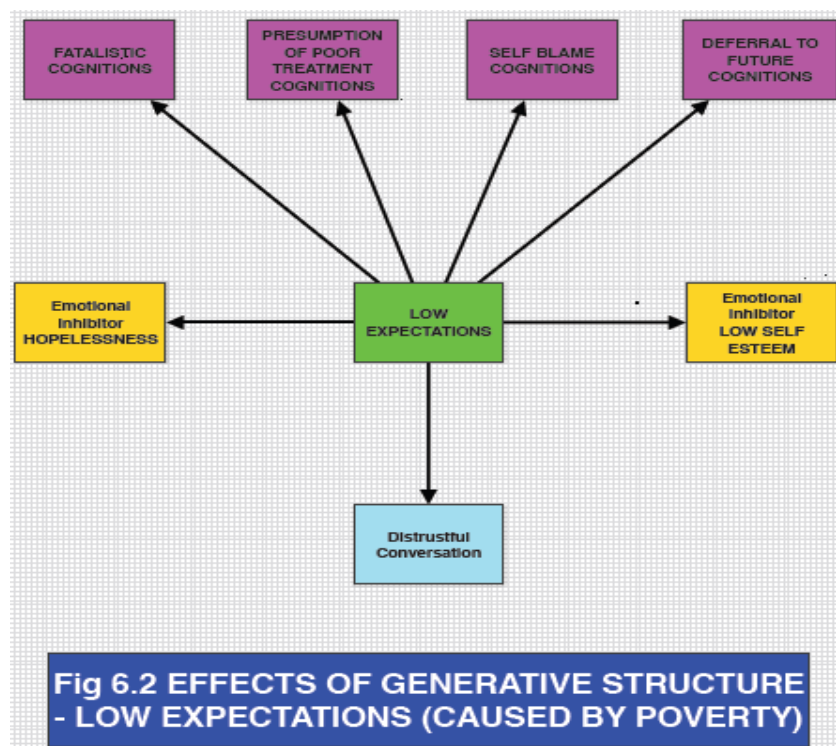 FATALISTIC
COGNITIONS
PRESUMPTION
OF POOR
TREATMENT
COGNITIONS
SELF BLAME
COGNITIONS
DEFERRAL TO
FUTURE
COGNITIONS
Emotional
Inhibitor
HOPELESSNESS
LOW
EXPECTATIONS
Emotional
Inhibitor
LOW SELF
ESTEEM
Distrustful
Conversation
Fig 6.2 EFFECTS OF GENERATIVE STRUCTURE
- LOW EXPECTATIONS (CAUSED BY POVERTY)